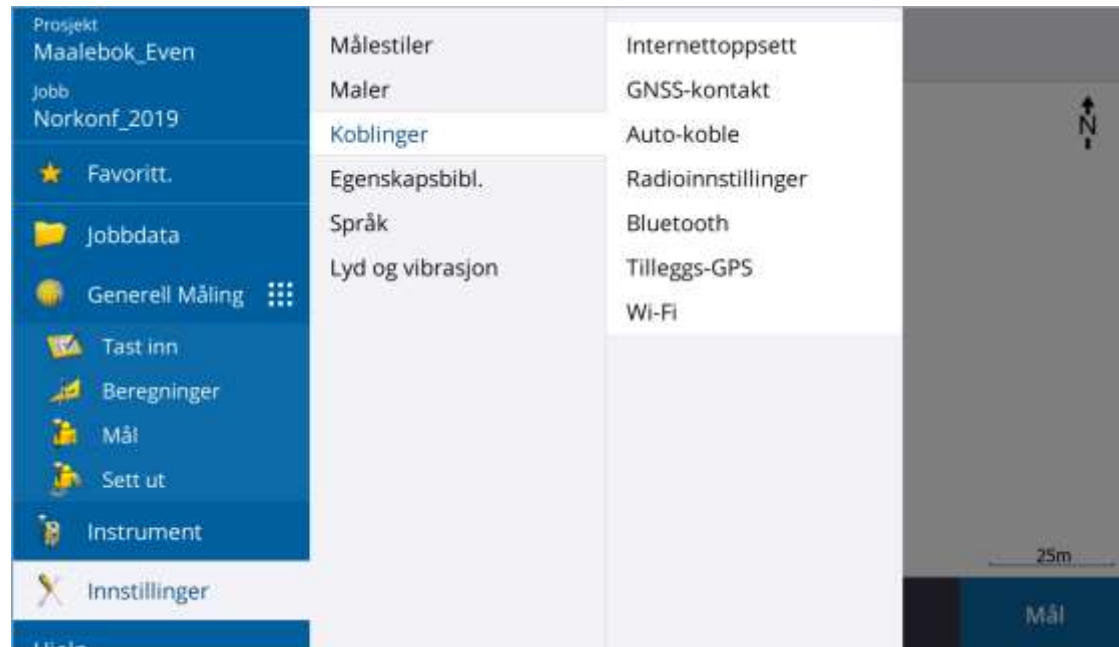 Prosjekt
Maalebok_Even
Jobb
Norkonf_2019
Favoritt.
Jobbdata
Generell Måling
Tast inn
Beregninger
Mål
Sett ut
Instrument
Innstillinger
Målestiler
Maler
Koblinger
Egenskapsbibl.
Språk
Lyd og vibrasjon
Internettoppsett
GNSS-kontakt
Auto-koble
Radioinnstillinger
Bluetooth
Tilleggs-GPS
Wi-Fi
N
25m
Mål